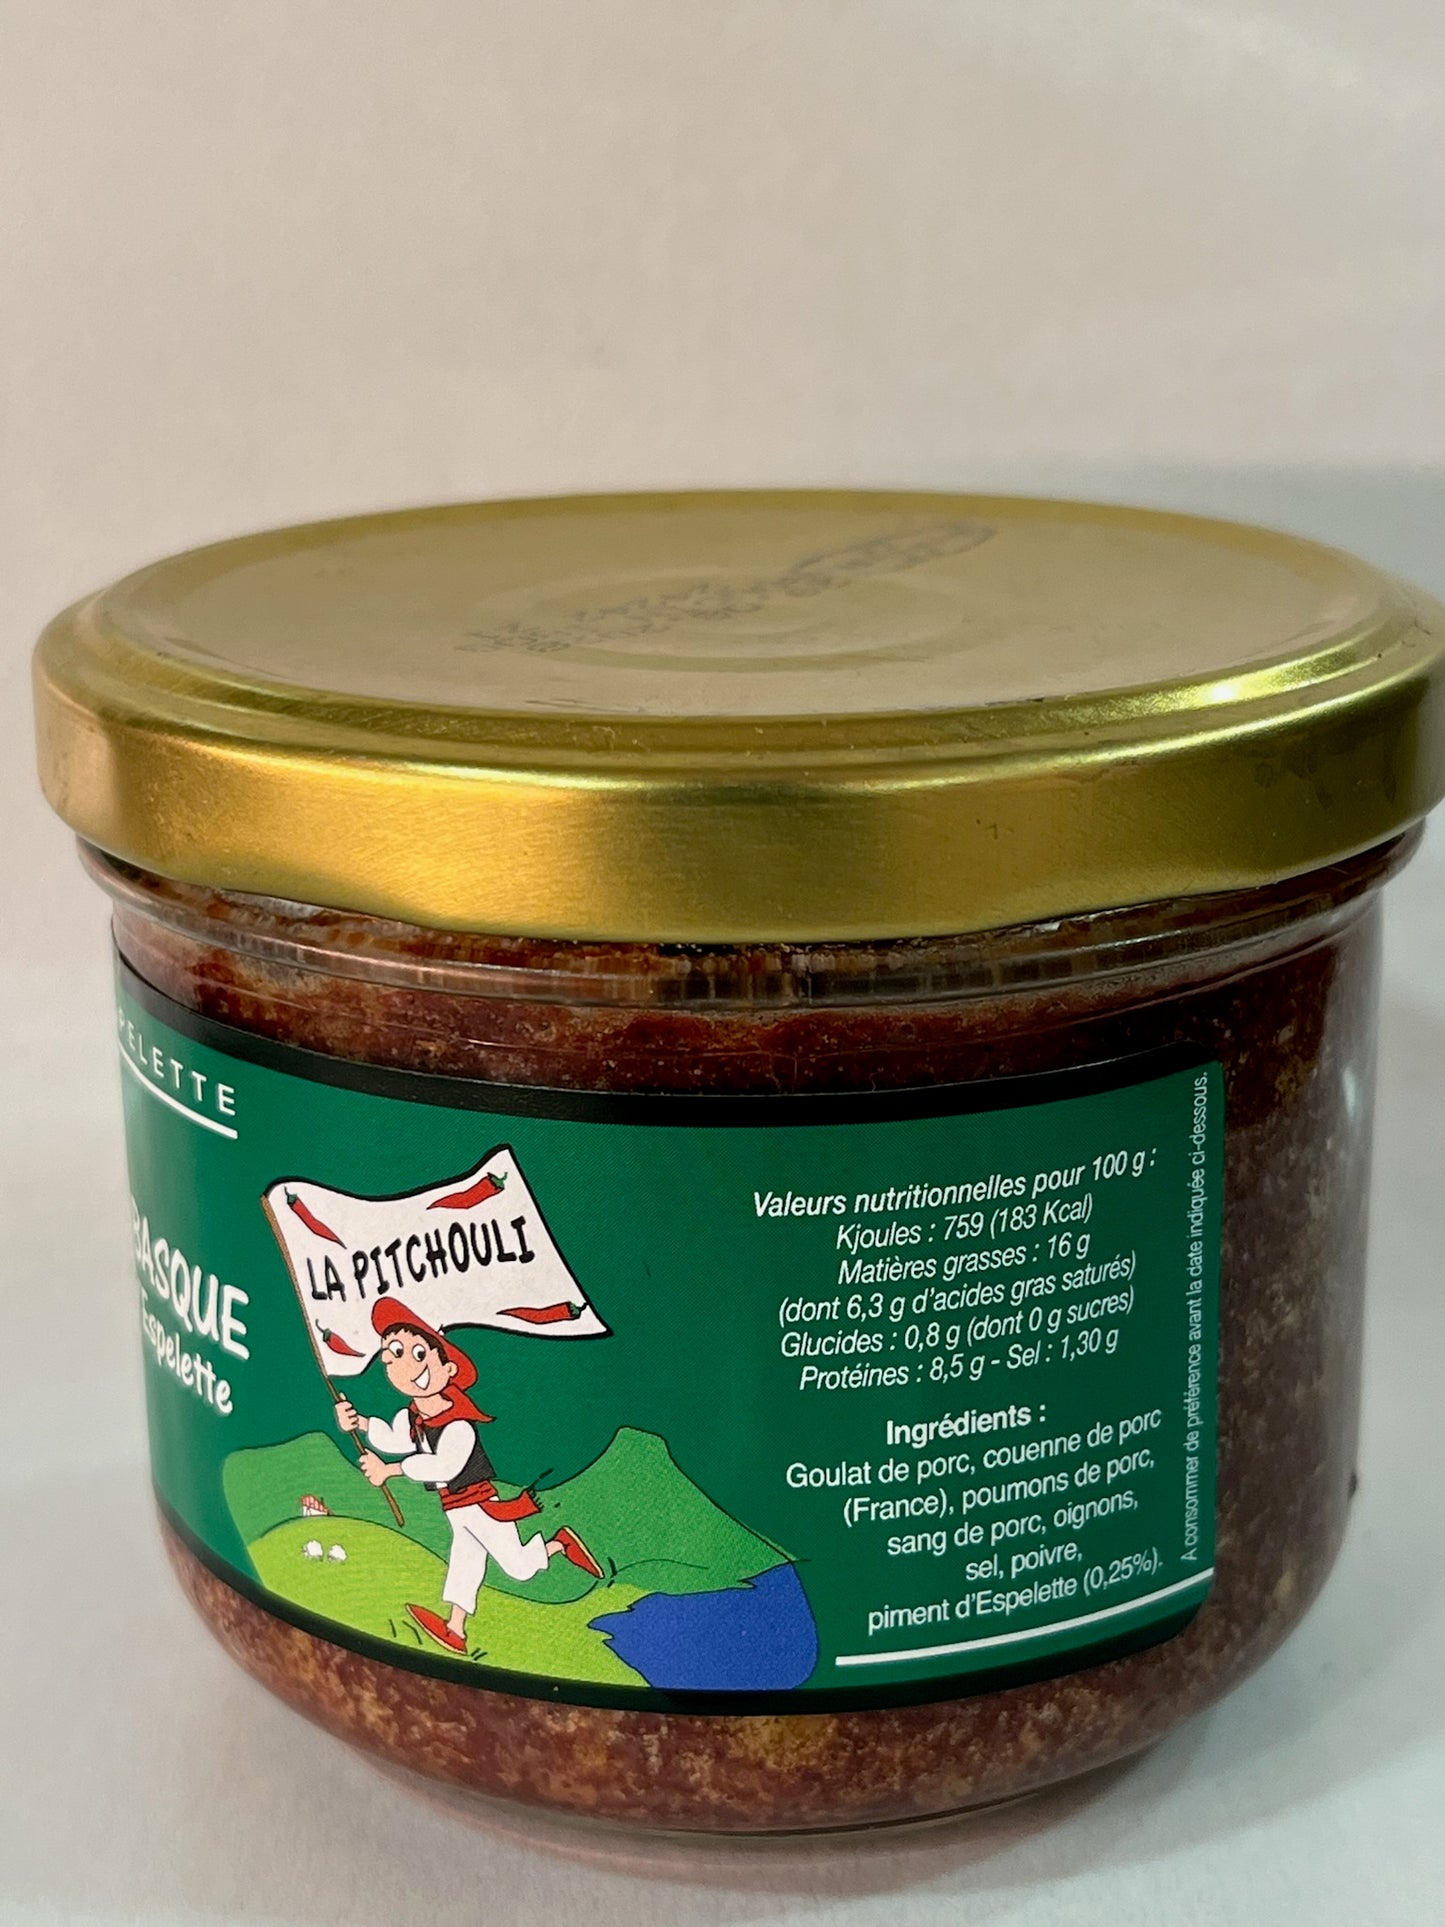 PELETTE
BASQUE
Espelette
LA PITCHOULI
Valeurs nutritionnelles pour 100 g :
Kjoules : 759 (183 Kcal)
Matières grasses : 16 g
(dont 6,3 g d'acides gras saturés)
Glucides : 0,8 g (dont 0 g sucres)
Protéines : 8,5 g - Sel : 1,30 g
Ingrédients :
Goulat de porc, couenne de porc
(France), poumons de porc,
sang de porc, oignons,
sel, poivre,
piment d'Espelette (0,25%).
A consommer de préférence avant la date indiquée ci-dessous.